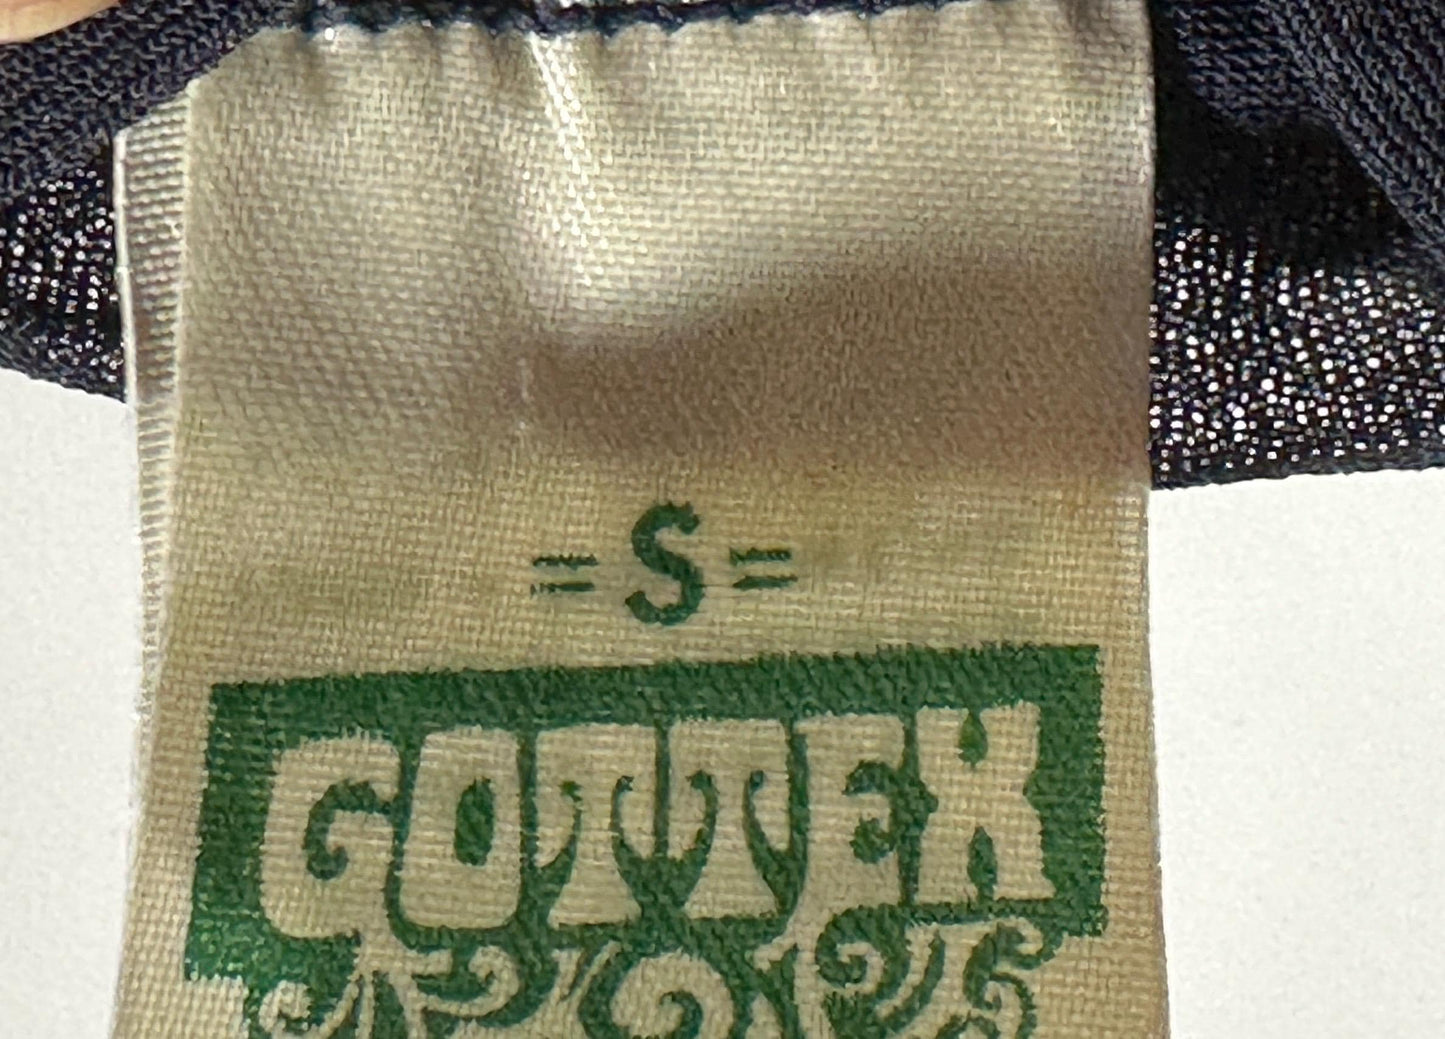 =S=
GOTTEX